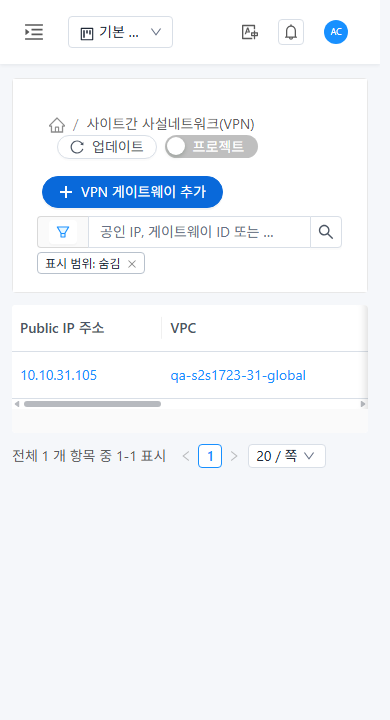 기본 ...
AC
/ 사이트간 사설네트워크(VPN)
업데이트 프로젝트
VPN 게이트웨이 추가
공인 IP, 게이트웨이 ID 또는 ...
표시 범위: 숨김
Public IP 주소 VPC
10.10.31.105 qa-s2s1723-31-global
전체 1 개 항목 중 1-1 표시 1 20 / 쪽